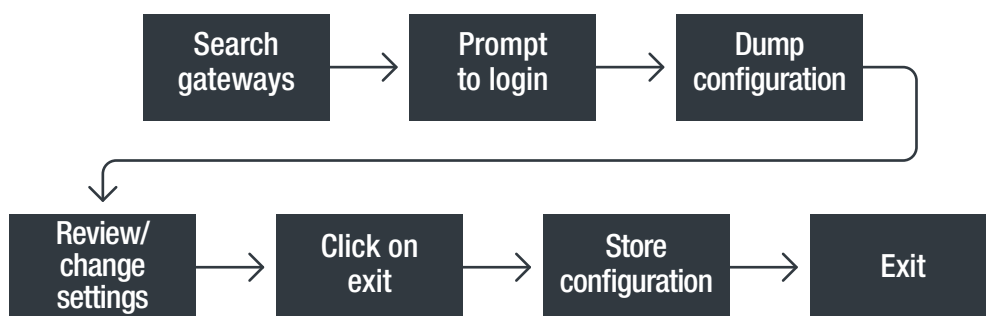 Search
gateways
Prompt
to login
Dump
configuration
Review/
change
settings
Click on
exit
Store
configuration
Exit